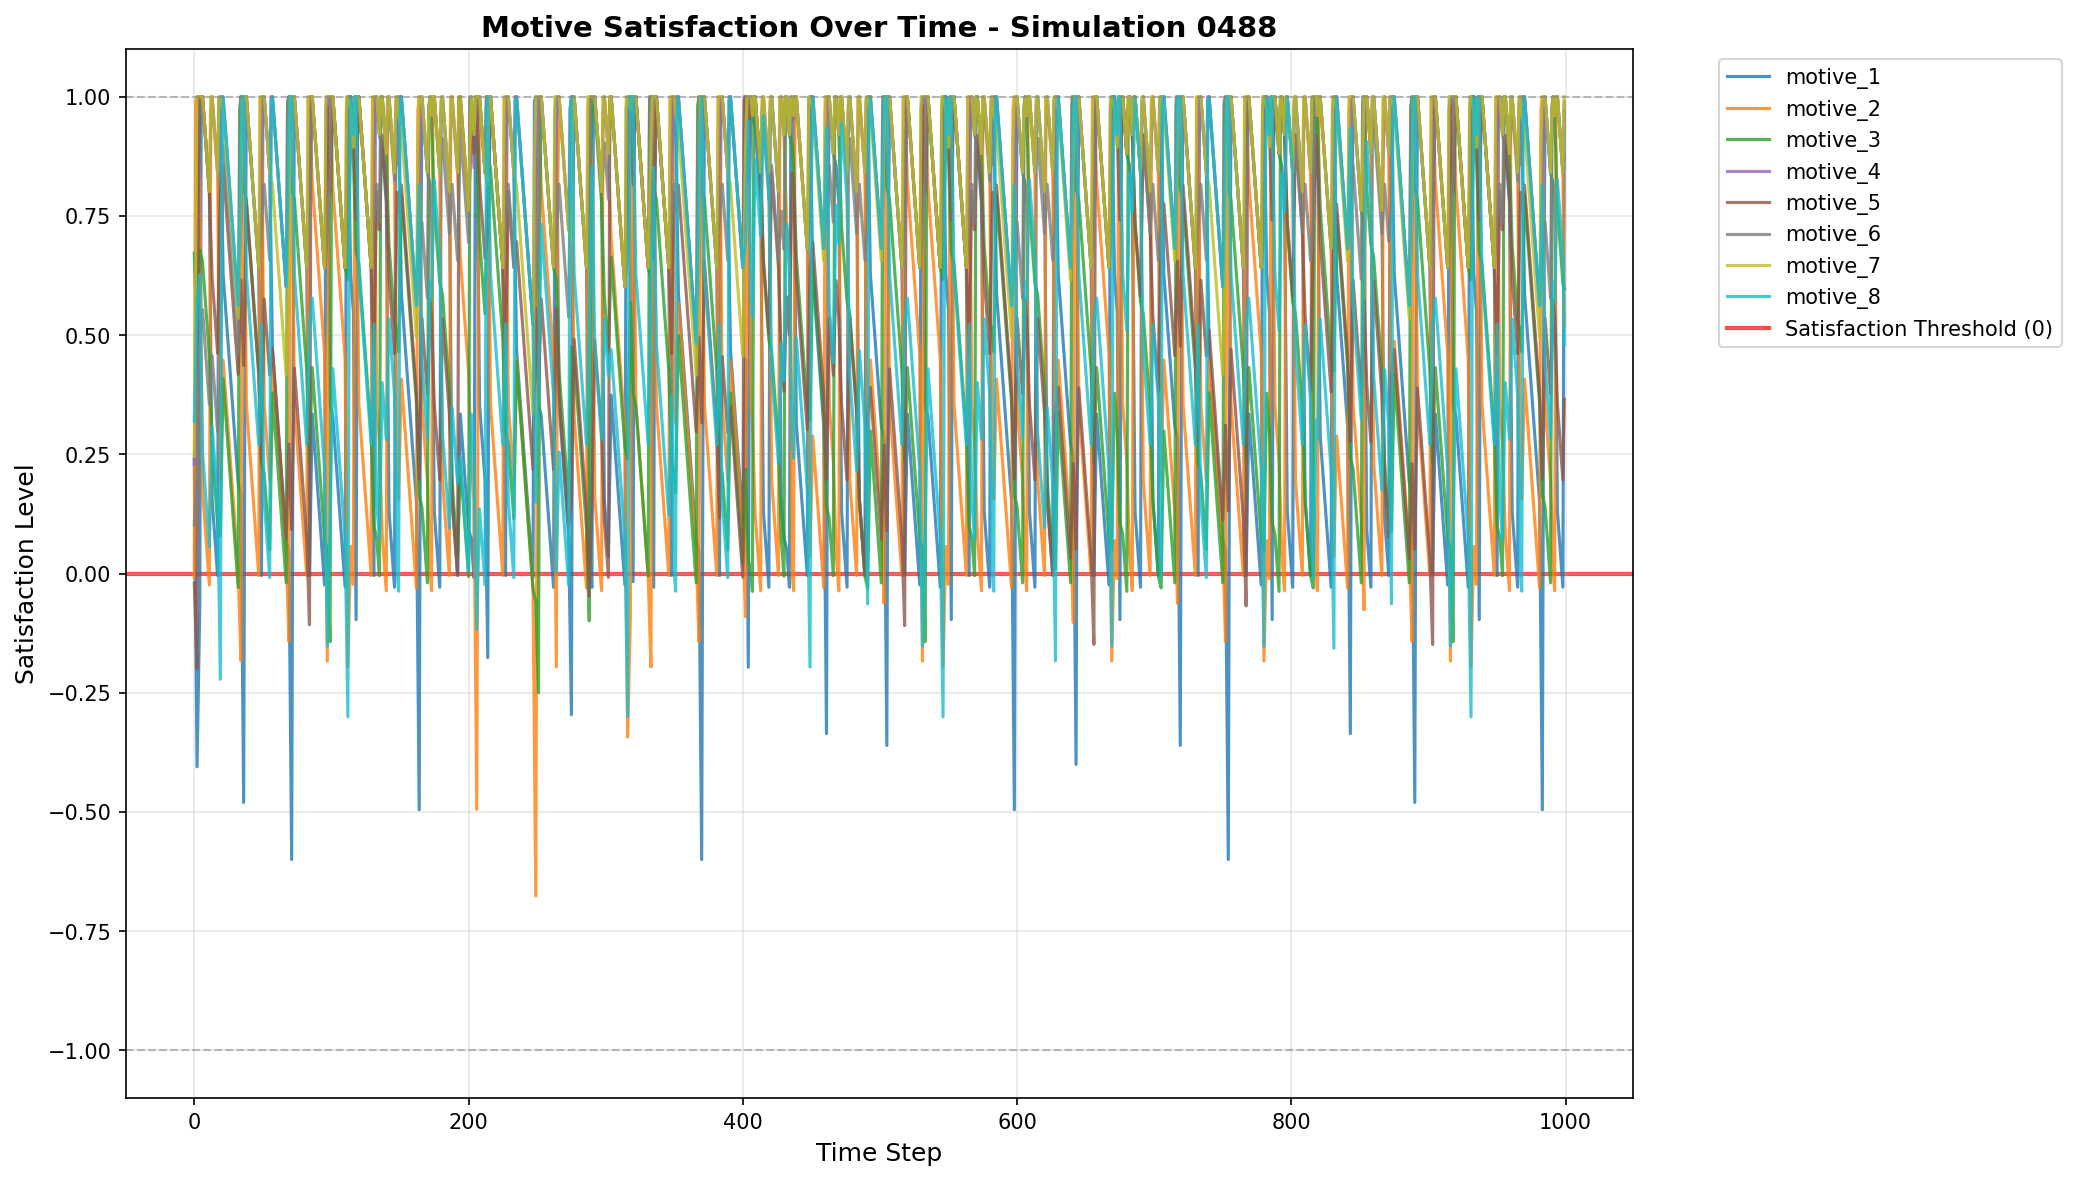 Motive Satisfaction Over Time - Simulation 0488
Satisfaction Level
1.00
0.75
0.50
0.25
0.00
−0.25
−0.50
−0.75
−1.00
0
200
400
600
800
1000
Time Step
motive_1
motive_2
motive_3
motive_4
motive_5
motive_6
motive_7
motive_8
Satisfaction Threshold (0)